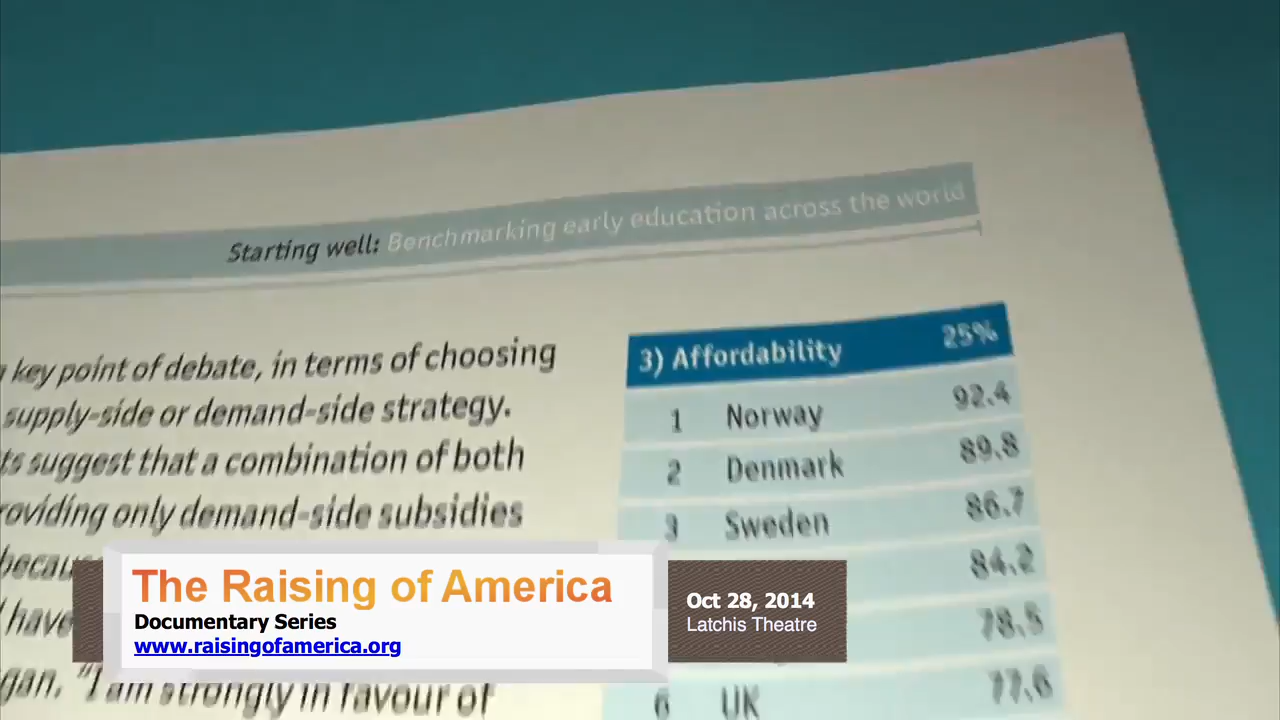 Starting well: Benchmarking early education across the world
key point of debate, in terms of choosing
supply-side or demand-side strategy.
suggest that a combination of both
only demand-side subsidies
have
"I am strongly in favour of
3) Affordability 25%
1 Norway 92.4
2 Denmark 89.8
3 Sweden 86.7
84.2
78.5
6 UK 77.6
The Raising of America
Documentary Series
www.raisingofamerica.org
Oct 28, 2014
Latchis Theatre